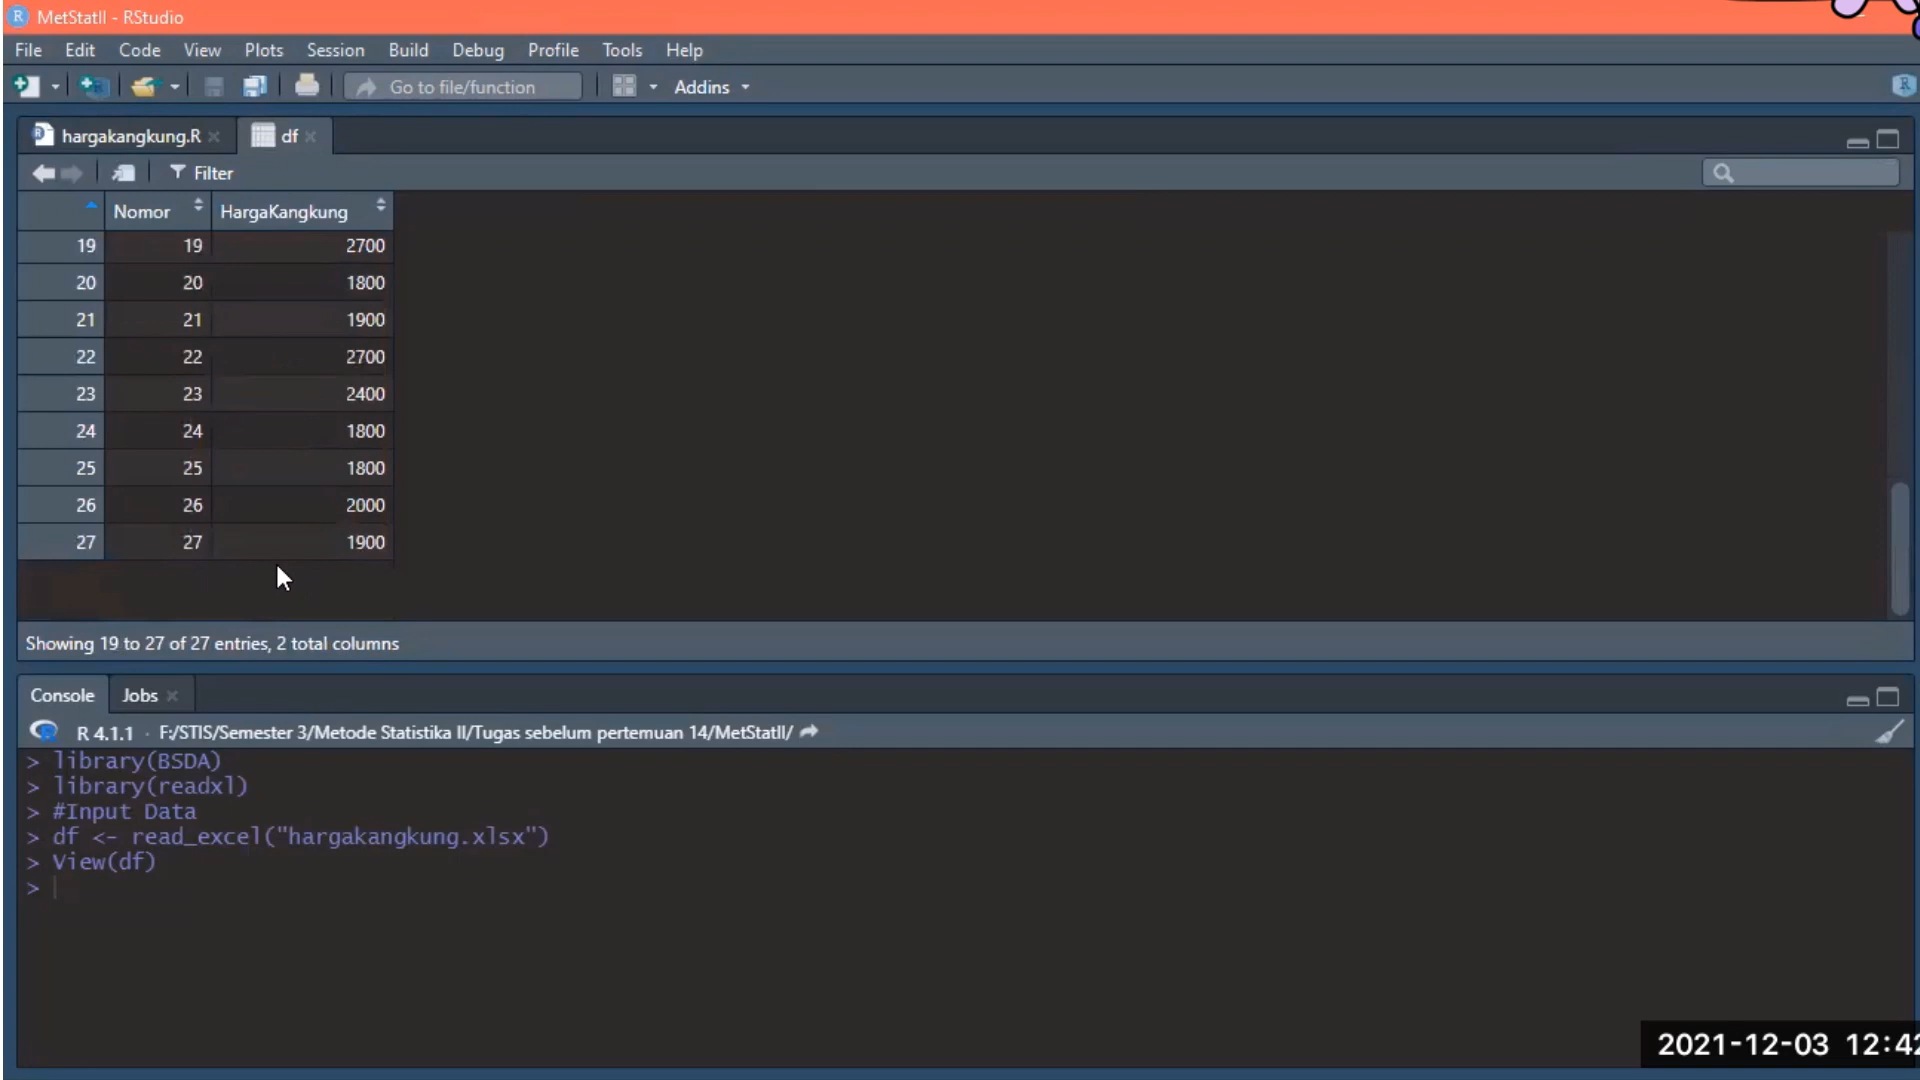 MetStatII - RStudio
File Edit Code View Plots Session Build Debug Profile Tools Help
Go to file/function Addins
hargakangkung.R df
Filter
Nomor HargaKangkung
19 19 2700
20 20 1800
21 21 1900
22 22 2700
23 23 2400
24 24 1800
25 25 1800
26 26 2000
27 27 1900
Showing 19 to 27 of 27 entries, 2 total columns
Console Jobs
R 4.1.1 · F:/STIS/Semester 3/Metode Statistika II/Tugas sebelum pertemuan 14/MetStatII/
> library(BSDA)
> library(readxl)
> #Input Data
> df <- read_excel("hargakangkung.xlsx")
> View(df)
>
2021-12-03 12:42